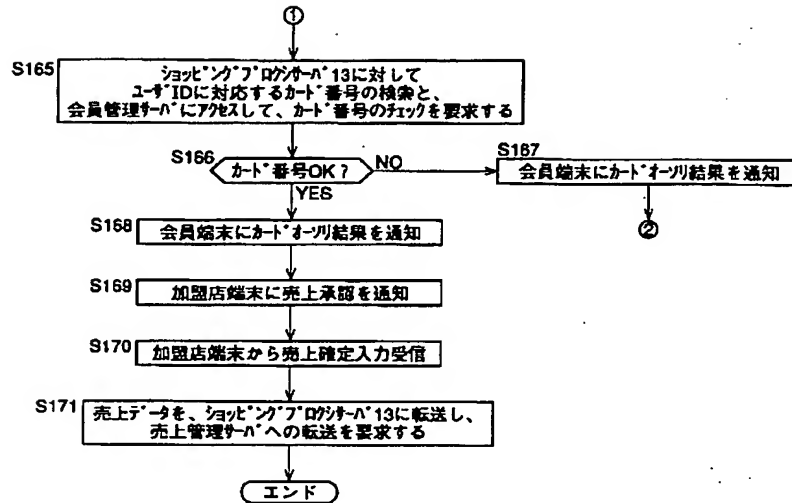 ①
S165
ショッピングプロクシサーバ13に対して
ユーザIDに対応するカード番号の検索と、
会員管理サーバにアクセスして、カード番号のチェックを要求する
S166
カード番号OK?
NO
S167
会員端末にカードオーソリ結果を通知
②
YES
S168
会員端末にカードオーソリ結果を通知
S169
加盟店端末に売上承認を通知
S170
加盟店端末から売上確定入力受信
S171
売上データを、ショッピングプロクシサーバ13に転送し、
売上管理サーバへの転送を要求する
エンド